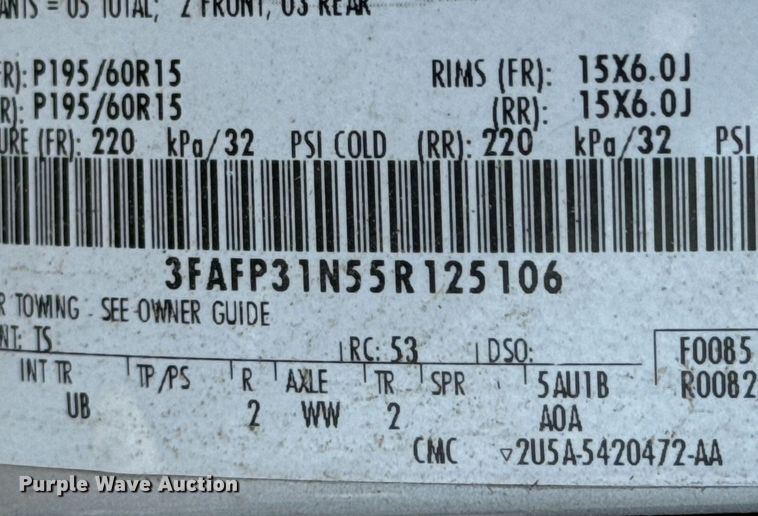 = 05 TOTAL; 2 FRONT, 03 REAR
FR): P195/60R15 RIMS (FR): 15X6.0J
R): P195/60R15 (RR): 15X6.0J
URE (FR): 220 kPa/32 PSI COLD (RR): 220 kPa/32 PSI
3FAFP31N55R125106
R TOWING - SEE OWNER GUIDE
NT: TS RC: 53 DSO: F0085
INT TR TP/PS R AXLE TR SPR 5AU1B R0082
UB 2 WW 2 A0A
CMC ▿2U5A-5420472-AA
Purple Wave Auction